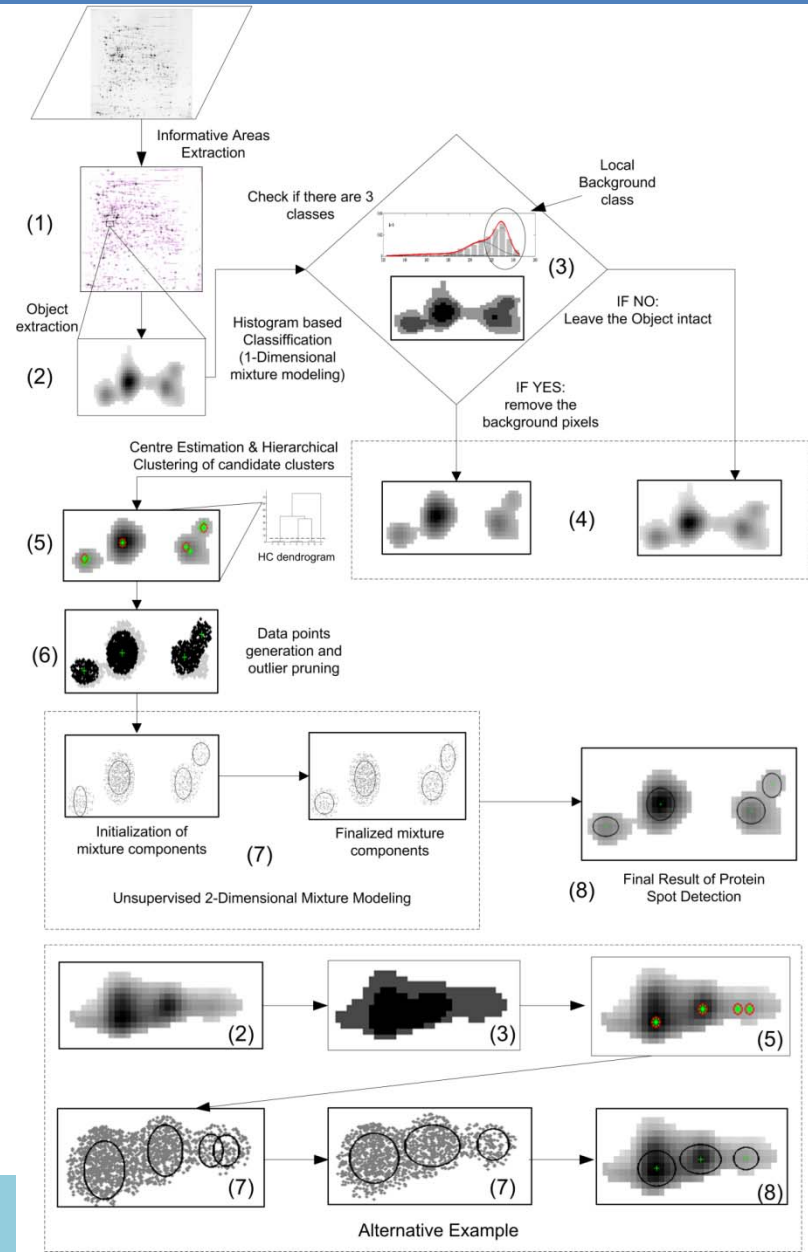 Informative Areas
Extraction
(1)
Check if there are 3
classes
Local
Background
class
(3)
Object
extraction
(2)
Histogram based
Classiffication
(1-Dimensional
mixture modeling)
IF NO:
Leave the Object intact
IF YES:
remove the
background pixels
Centre Estimation & Hierarchical
Clustering of candidate clusters
(4)
(5)
HC dendrogram
(6)
Data points
generation and
outlier pruning
Initialization of
mixture components
(7)
Finalized mixture
components
Unsupervised 2-Dimensional Mixture Modeling
(8)
Final Result of Protein
Spot Detection
(2)
(3)
(5)
(7)
(7)
(8)
Alternative Example